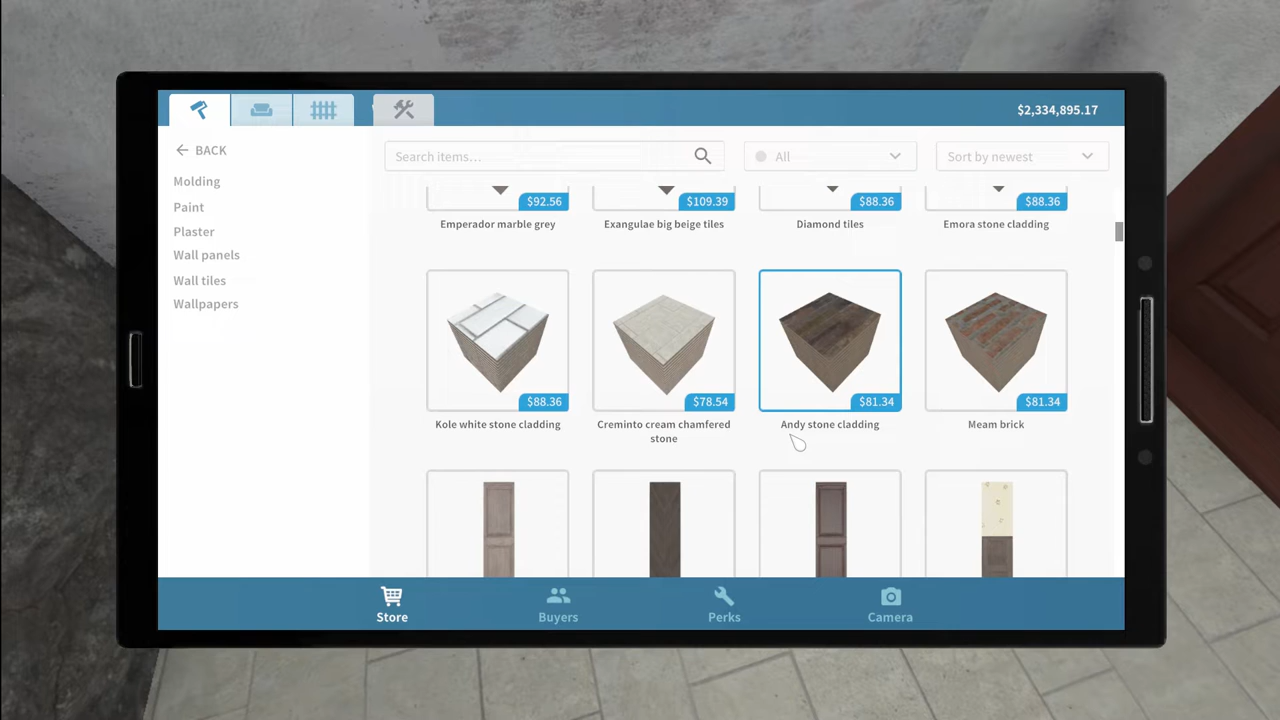 $2,334,895.17
BACK
Search items...
All
Sort by newest
Molding
Paint
Plaster
Wall panels
Wall tiles
Wallpapers
$92.56
$109.39
$88.36
$88.36
Emperador marble grey
Exangulae big beige tiles
Diamond tiles
Emora stone cladding
$88.36
$78.54
$81.34
$81.34
Kole white stone cladding
Creminto cream chamfered
stone
Andy stone cladding
Meam brick
Store
Buyers
Perks
Camera